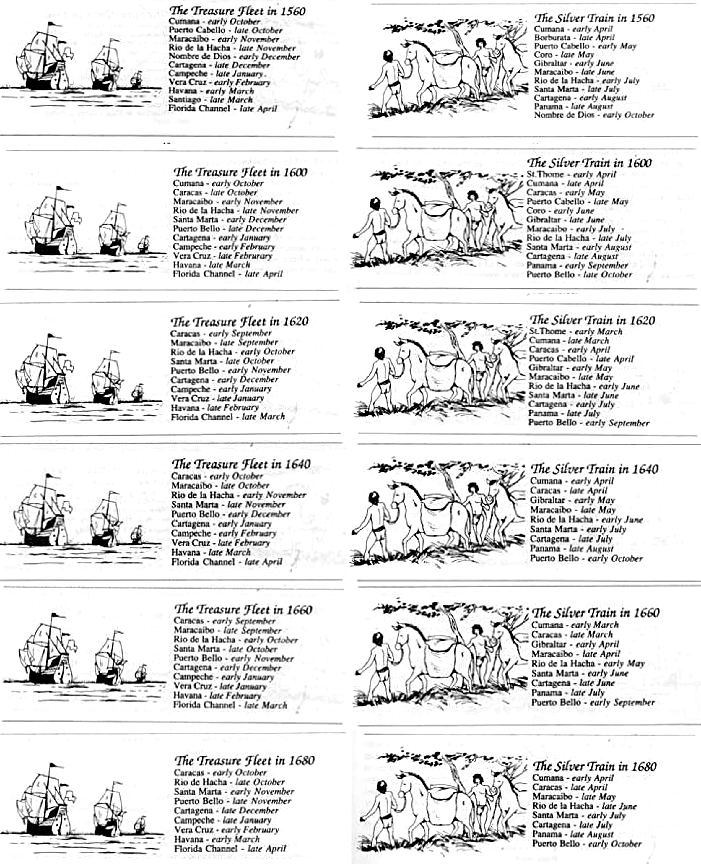 The Treasure Fleet in 1560
Cumana - early October
Puerto Cabello - late October
Maracaibo - early November
Rio de la Hacha - late November
Nombre de Dios - early December
Cartagena - late December
Campeche - late January
Vera Cruz - early February
Havana - early March
Santiago - late March
Florida Channel - late April
The Silver Train in 1560
Cumana - early April
Borburata - late April
Puerto Cabello - early May
Coro - late May
Gibraltar - early June
Maracaibo - late June
Rio de la Hacha - early July
Santa Marta - late July
Cartagena - early August
Panama - late August
Nombre de Dios - early October
The Treasure Fleet in 1600
Cumana - early October
Caracas - late October
Maracaibo - early November
Rio de la Hacha - late November
Santa Marta - early December
Puerto Bello - late December
Cartagena - early January
Campeche - early February
Vera Cruz - late Februrary
Havana - late March
Florida Channel - late April
The Silver Train in 1600
St.Thome - early April
Cumana - late April
Caracas - early May
Puerto Cabello - late May
Coro - early June
Gibraltar - late June
Maracaibo - early July
Rio de la Hacha - late July
Santa Marta - early August
Cartagena - late August
Panama - early September
Puerto Bello - late October
The Treasure Fleet in 1620
Caracas - early September
Maracaibo - late September
Rio de la Hacha - early October
Santa Marta - late October
Puerto Bello - early November
Cartagena - early December
Campeche - early January
Vera Cruz - late January
Havana - late February
Florida Channel - late March
The Silver Train in 1620
St.Thome - early March
Cumana - late March
Caracas - early April
Puerto Cabello - late April
Gibraltar - early May
Maracaibo - late May
Rio de la Hacha - early June
Santa Marta - late June
Cartagena - early July
Panama - late July
Puerto Bello - early September
The Treasure Fleet in 1640
Caracas - early October
Maracaibo - late October
Rio de la Hacha - early November
Santa Marta - late November
Puerto Bello - early December
Cartagena - early January
Campeche - early February
Vera Cruz - late February
Havana - late March
Florida Channel - late April
The Silver Train in 1640
Cumana - early April
Caracas - late April
Gibraltar - early May
Maracaibo - late May
Rio de la Hacha - early June
Santa Marta - early July
Cartagena - late July
Panama - late August
Puerto Bello - early October
The Treasure Fleet in 1660
Caracas - early September
Maracaibo - late September
Rio de la Hacha - early October
Santa Marta - late October
Puerto Bello - early November
Cartagena - early December
Campeche - early January
Vera Cruz - late January
Havana - late February
Florida Channel - late March
The Silver Train in 1660
Cumana - early March
Caracas - late March
Gibraltar - early April
Maracaibo - late April
Rio de la Hacha - early May
Santa Marta - early June
Cartagena - late June
Panama - late July
Puerto Bello - early September
The Treasure Fleet in 1680
Caracas - early October
Rio de la Hacha - late October
Santa Marta - early November
Puerto Bello - late November
Cartagena - late December
Campeche - late January
Vera Cruz - early February
Havana - early March
Florida Channel - late April
The Silver Train in 1680
Cumana - early April
Caracas - late April
Maracaibo - late May
Rio de la Hacha - late June
Santa Marta - early July
Cartagena - late July
Panama - late August
Puerto Bello - early October